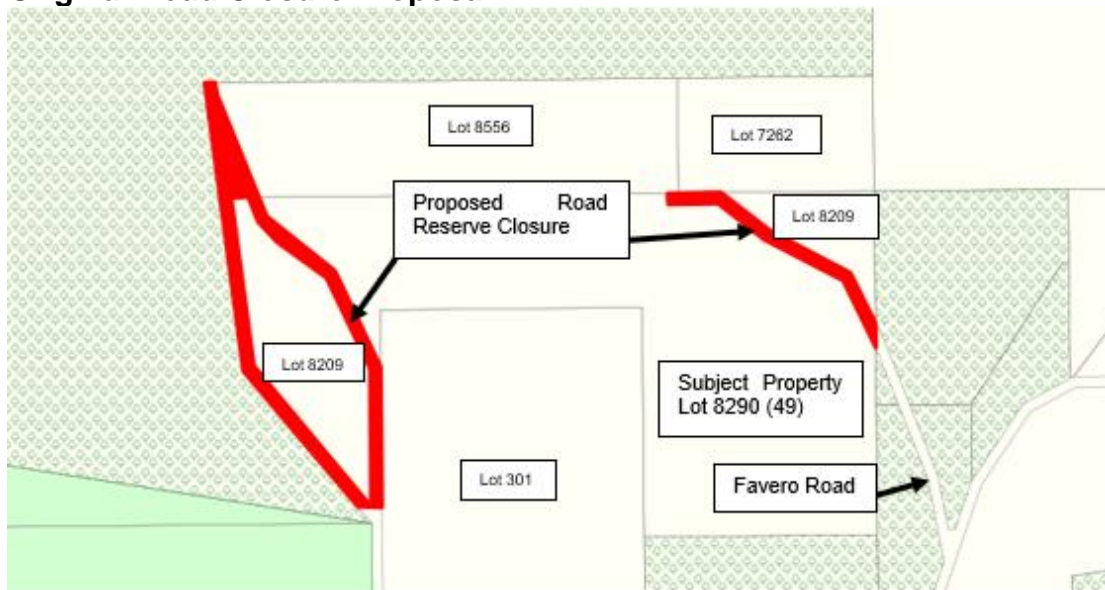 Lot 8556
Lot 7262
Proposed Road
Reserve Closure
Lot 8209
Lot 8209
Subject Property
Lot 8290 (49)
Lot 301
Favero Road